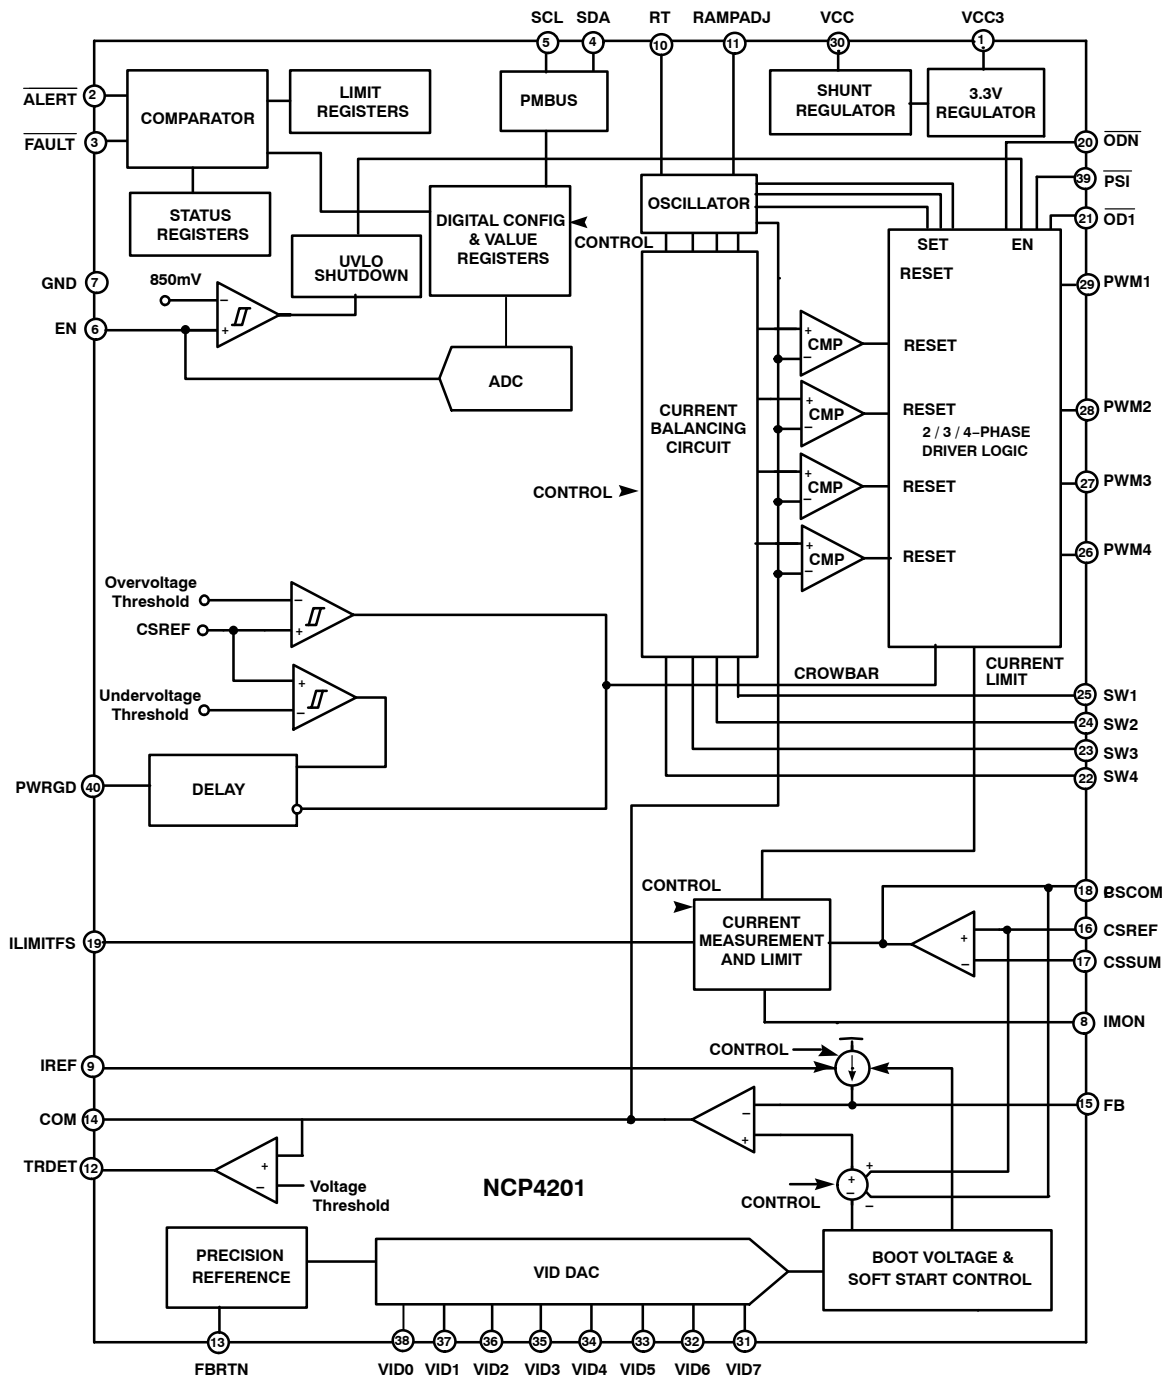 SCL SDA RT RAMPADJ VCC VCC3
5 4 10 11 30 1
ALERT 2
FAULT 3
COMPARATOR
LIMIT
REGISTERS
PMBUS
SHUNT
REGULATOR
3.3V
REGULATOR
20 ODN
39 PSI
21 OD1
STATUS
REGISTERS
DIGITAL CONFIG
& VALUE
REGISTERS
CONTROL
OSCILLATOR
SET EN
UVLO
SHUTDOWN
GND 7
850mV
EN 6
−
+
ADC
RESET
29 PWM1
+
−
CMP
RESET
CURRENT
BALANCING
CIRCUIT
+
−
CMP
RESET
28 PWM2
2 / 3 / 4−PHASE
DRIVER LOGIC
CONTROL
+
−
CMP
RESET
27 PWM3
+
−
CMP
RESET
26 PWM4
Overvoltage
Threshold
−
CSREF
+
Undervoltage
Threshold
+
−
CROWBAR
CURRENT
LIMIT
25 SW1
24 SW2
23 SW3
22 SW4
PWRGD 40
DELAY
CONTROL
ILIMITFS 19
CURRENT
MEASUREMENT
AND LIMIT
18 BSCOM
+
16 CSREF
−
17 CSSUM
8 IMON
IREF 9
CONTROL
COM 14
−
+
15 FB
TRDET 12
+
−
Voltage
Threshold
NCP4201
CONTROL
+
−
+
−
PRECISION
REFERENCE
VID DAC
BOOT VOLTAGE &
SOFT START CONTROL
13 38 37 36 35 34 33 32 31
FBRTN VID0 VID1 VID2 VID3 VID4 VID5 VID6 VID7